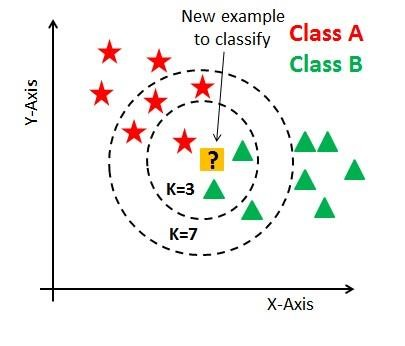 New example
to classify
Class A
Class B
Y-Axis
?
K=3
K=7
X-Axis